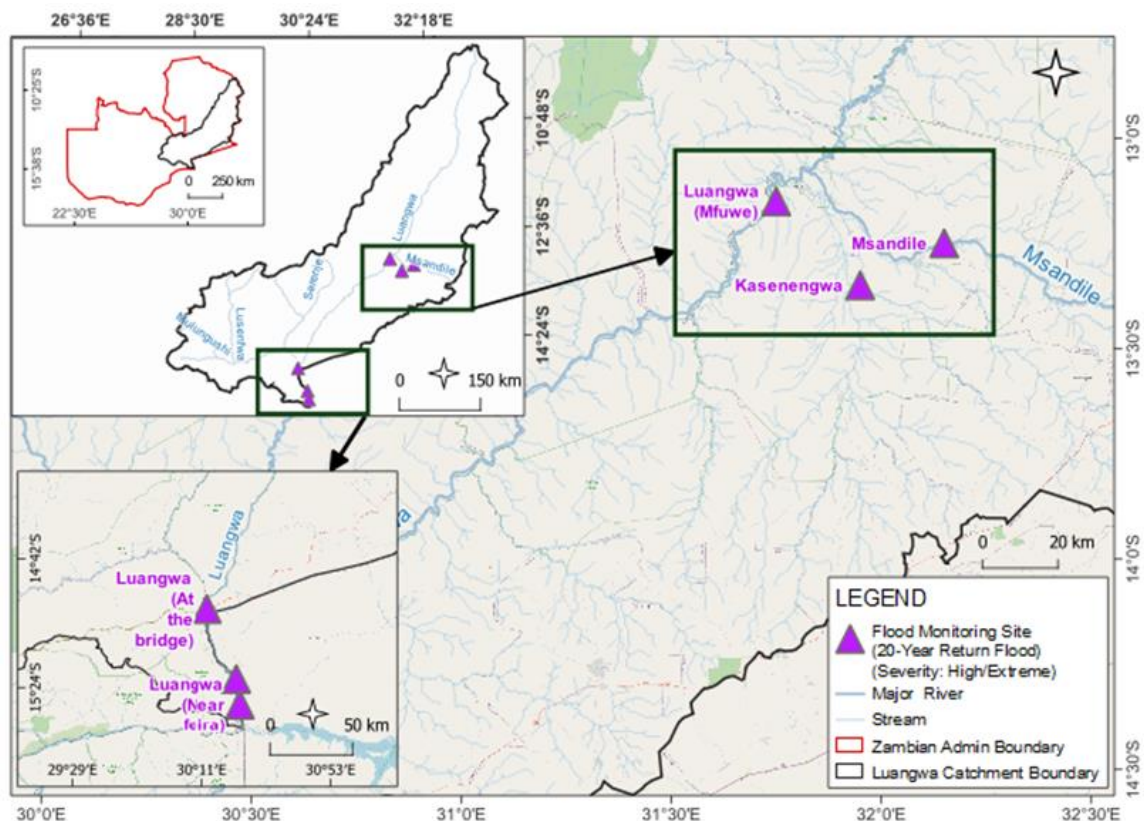 26°36'E 28°30'E 30°24'E 32°18'E
10°25'S
15°38'S
0 250 km
22°30'E 30°0'E
10°48'S
12°36'S
14°24'S
Luangwa
Msandile
Lusenfwa
Mulungushi
0 150 km
13°0'S
13°30'S
14°0'S
14°30'S
Luangwa
(Mfuwe)
Msandile
Kasenengwa
Msandile
0 20 km
14°42'S
15°24'S
Luangwa
Luangwa
(At
the
bridge)
Luangwa
(Near
feira)
0 50 km
29°29'E 30°11'E 30°53'E
LEGEND
Flood Monitoring Site
(20-Year Return Flood)
(Severity: High/Extreme)
Major River
Stream
Zambian Admin Boundary
Luangwa Catchment Boundary
30°0'E 30°30'E 31°0'E 31°30'E 32°0'E 32°30'E